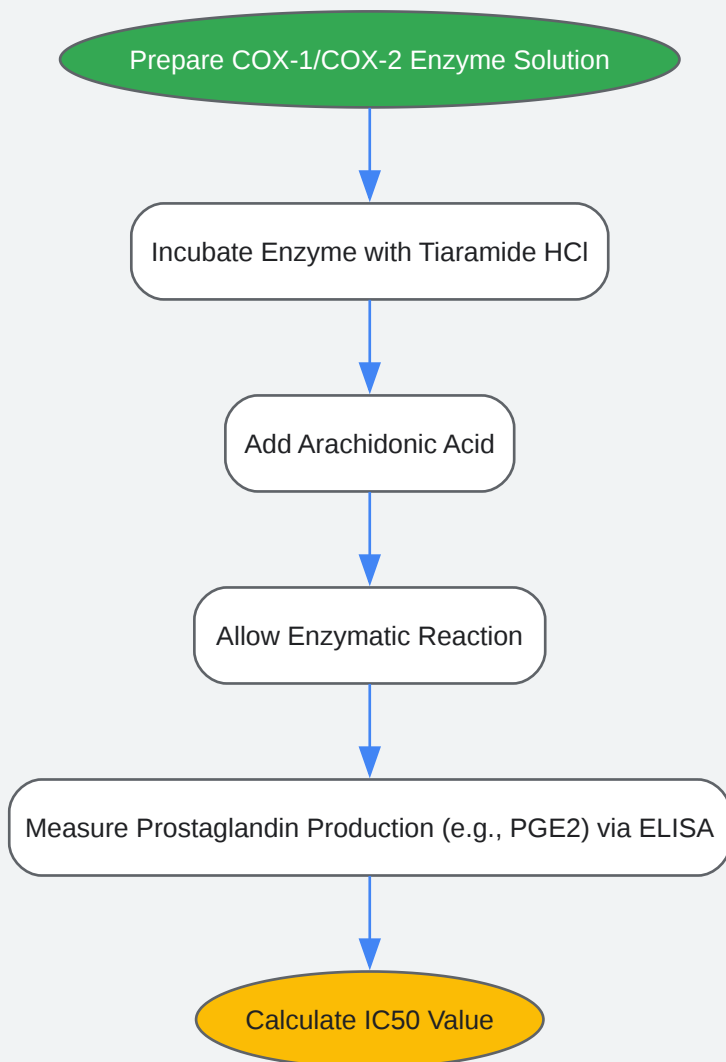 Prepare COX-1/COX-2 Enzyme Solution
Incubate Enzyme with Tiaramide HCl
Add Arachidonic Acid
Allow Enzymatic Reaction
Measure Prostaglandin Production (e.g., PGE2) via ELISA
Calculate IC50 Value